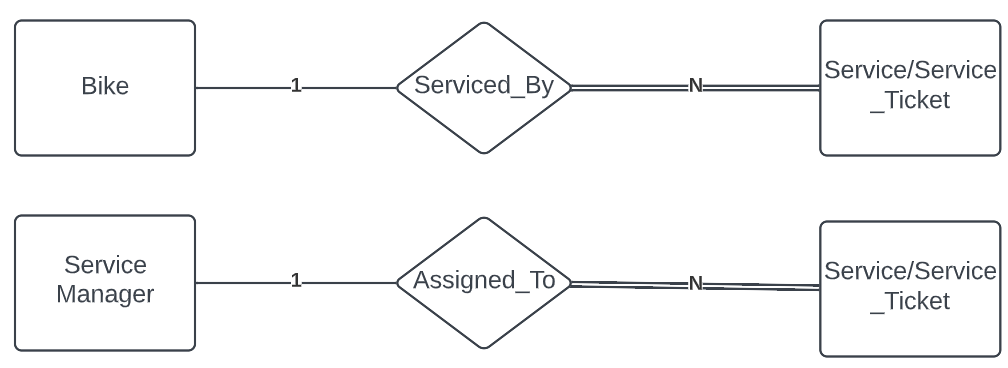 Bike
1
Serviced_By
N
Service/Service
_Ticket
Service
Manager
1
Assigned_To
N
Service/Service
_Ticket